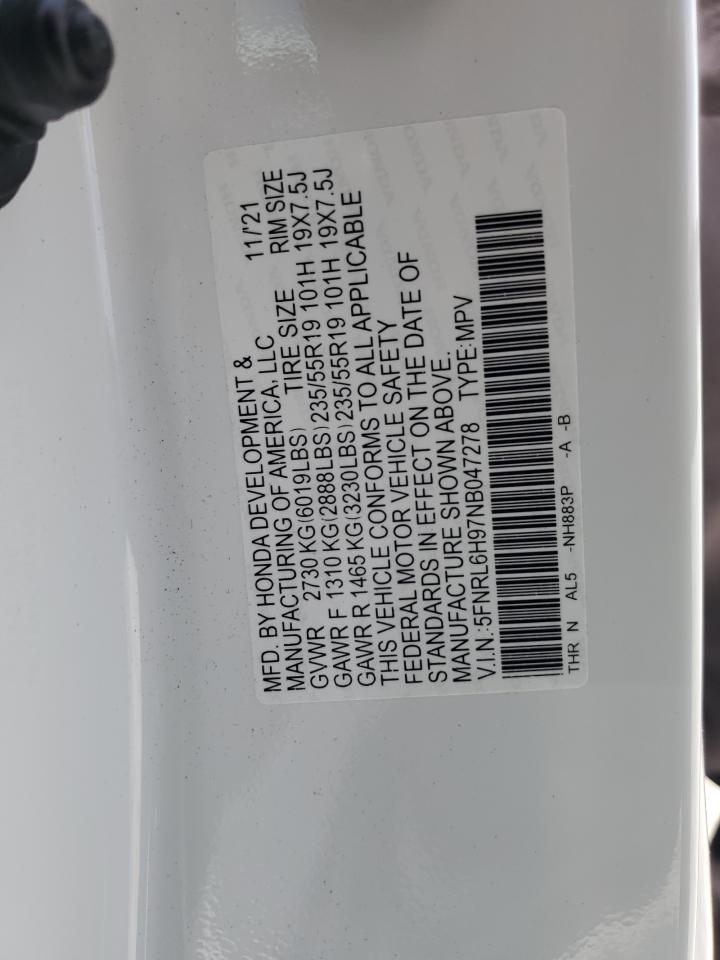 MFD. BY HONDA DEVELOPMENT & 11/'21
MANUFACTURING OF AMERICA, LLC
GVWR 2730 KG(6019LBS) TIRE SIZE RIM SIZE
GAWR F 1310 KG(2888LBS) 235/55R19 101H 19X7.5J
GAWR R 1465 KG(3230LBS) 235/55R19 101H 19X7.5J
THIS VEHICLE CONFORMS TO ALL APPLICABLE
FEDERAL MOTOR VEHICLE SAFETY
STANDARDS IN EFFECT ON THE DATE OF
MANUFACTURE SHOWN ABOVE.
V.I.N.:5FNRL6H97NB047278 TYPE:MPV
THR N AL5 -NH883P -A -B